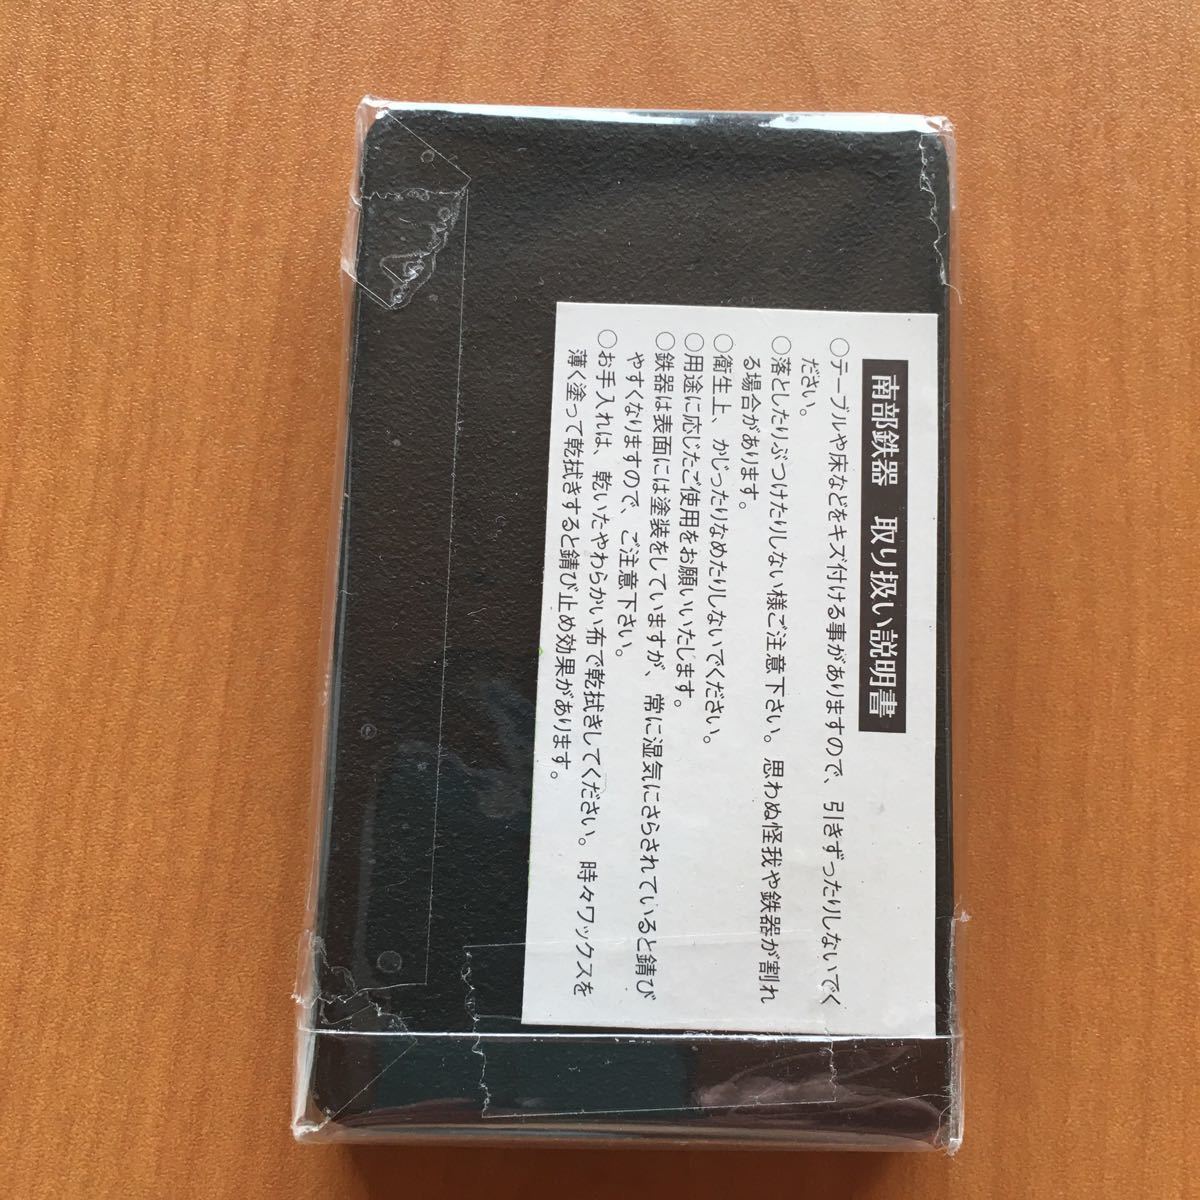 南部鉄器　取り扱い説明書
○テーブルや床などをキズ付ける事がありますので、引きずったりしないでく
ださい。
○落としたりぶつけたりしない様ご注意下さい。思わぬ怪我や鉄器が割れ
る場合があります。
○衛生上、かじったりなめたりしないでください。
○用途に応じたご使用をお願いいたします。
○鉄器は表面には塗装をしていますが、常に湿気にさらされていると錆び
やすくなりますので、ご注意下さい。
○お手入れは、乾いたやわらかい布で乾拭きしてください。時々ワックスを
薄く塗って乾拭きすると錆び止め効果があります。